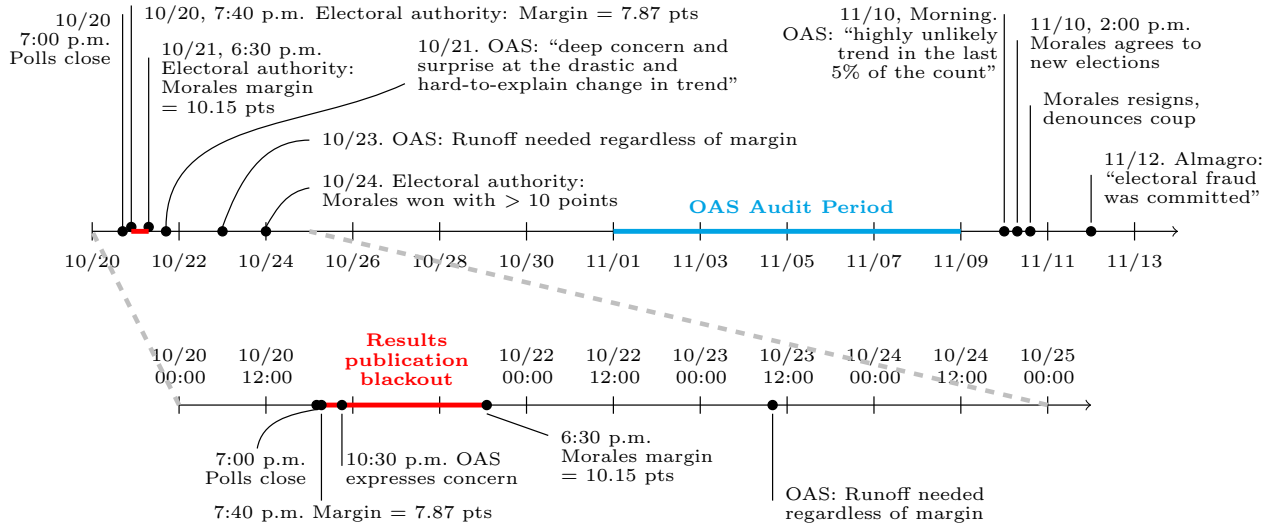 10/20
7:00 p.m.
Polls close
10/20, 7:40 p.m. Electoral authority: Margin = 7.87 pts
10/21, 6:30 p.m.
Electoral authority:
Morales margin
= 10.15 pts
10/21. OAS: “deep concern and
surprise at the drastic and
hard-to-explain change in trend”
10/23. OAS: Runoff needed regardless of margin
10/24. Electoral authority:
Morales won with > 10 points
OAS Audit Period
11/10, Morning.
OAS: “highly unlikely
trend in the last
5% of the count”
11/10, 2:00 p.m.
Morales agrees to
new elections
Morales resigns,
denounces coup
11/12. Almagro:
“electoral fraud
was committed”
10/20 10/22 10/24 10/26 10/28 10/30 11/01 11/03 11/05 11/07 11/09 11/11 11/13
Results
publication
blackout
10/20 10/20 10/22 10/22 10/23 10/23 10/24 10/24 10/25
00:00 12:00 00:00 12:00 00:00 12:00 00:00 12:00 00:00
7:00 p.m.
Polls close
7:40 p.m. Margin = 7.87 pts
10:30 p.m. OAS
expresses concern
6:30 p.m.
Morales margin
= 10.15 pts
OAS: Runoff needed
regardless of margin